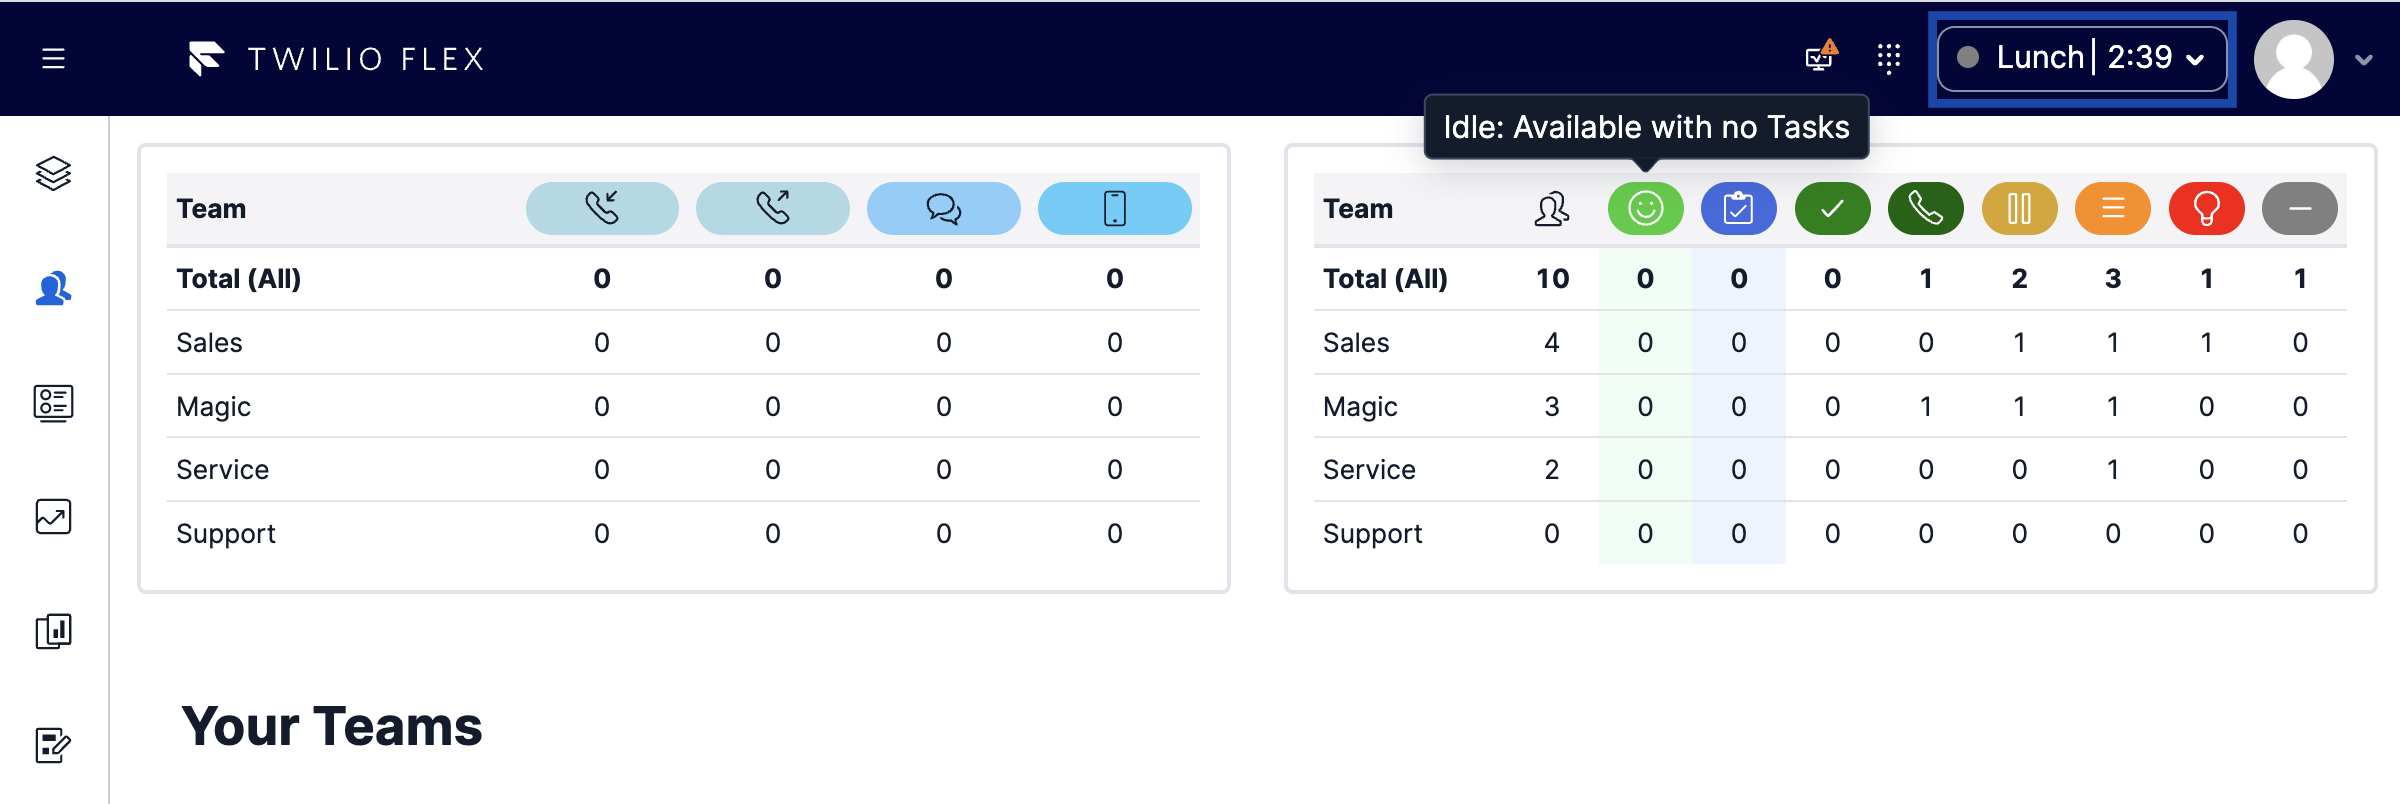 TWILIO FLEX
Lunch | 2:39
Idle: Available with no Tasks
Team
Total (All) 0 0 0 0
Sales 0 0 0 0
Magic 0 0 0 0
Service 0 0 0 0
Support 0 0 0 0
Team
Total (All) 10 0 0 0 1 2 3 1 1
Sales 4 0 0 0 0 1 1 1 0
Magic 3 0 0 0 1 1 1 0 0
Service 2 0 0 0 0 0 1 0 0
Support 0 0 0 0 0 0 0 0 0
Your Teams